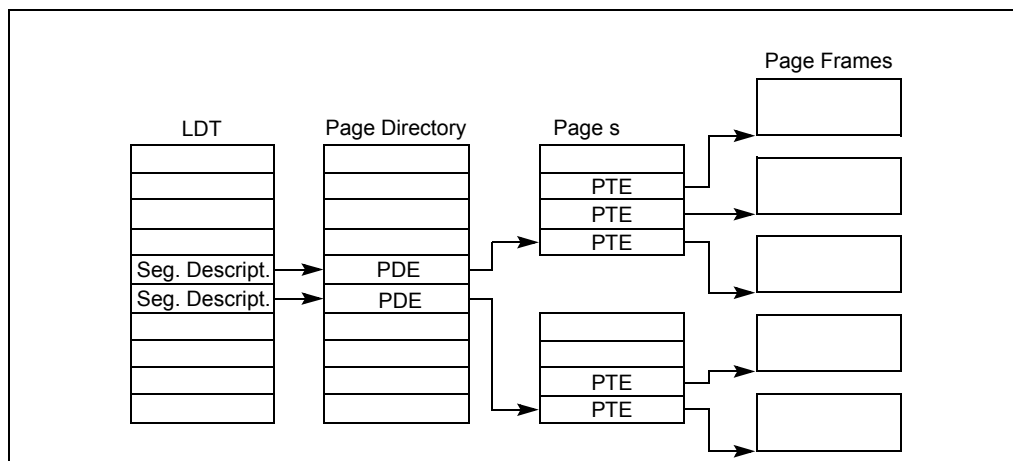 Page Frames
LDT
Page Directory
Page s
PTE
PTE
PTE
Seg. Descript.
PDE
Seg. Descript.
PDE
PTE
PTE